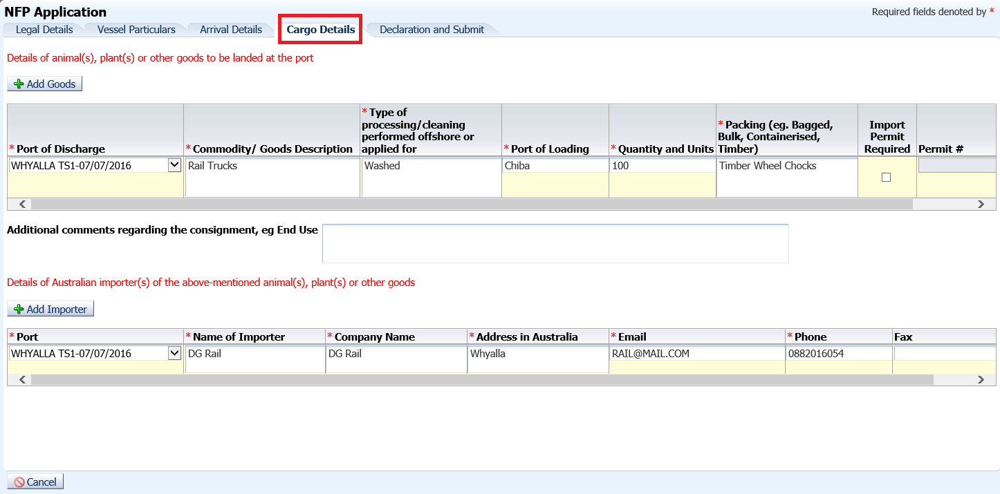 NFP Application
Required fields denoted by *
Legal Details Vessel Particulars Arrival Details Cargo Details Declaration and Submit
Details of animal(s), plant(s) or other goods to be landed at the port
Add Goods
* Port of Discharge
* Commodity/ Goods Description
* Type of
processing/cleaning
performed offshore or
applied for
* Port of Loading
* Quantity and Units
* Packing (eg. Bagged,
Bulk, Containerised,
Timber)
Import
Permit
Required
Permit #
WHYALLA TS1-07/07/2016 Rail Trucks Washed Chiba 100 Timber Wheel Chocks
Additional comments regarding the consignment, eg End Use
Details of Australian importer(s) of the above-mentioned animal(s), plant(s) or other goods
Add Importer
* Port * Name of Importer * Company Name * Address in Australia * Email * Phone Fax
WHYALLA TS1-07/07/2016 DG Rail DG Rail Whyalla RAIL@MAIL.COM 0882016054
Cancel